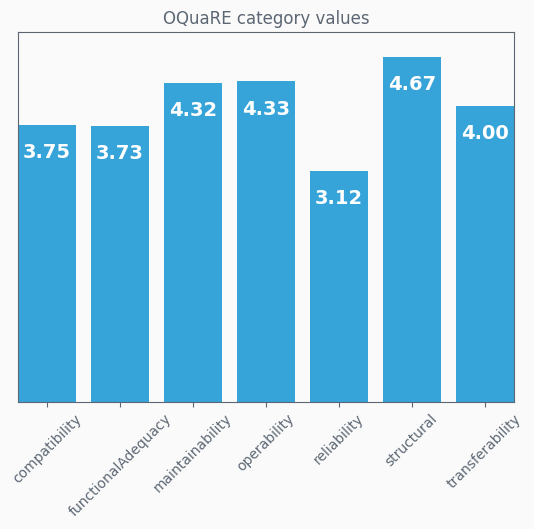 OQuaRE category values
3.75
3.73
4.32
4.33
3.12
4.67
4.00
compatibility
functionalAdequacy
maintainability
operability
reliability
structural
transferability